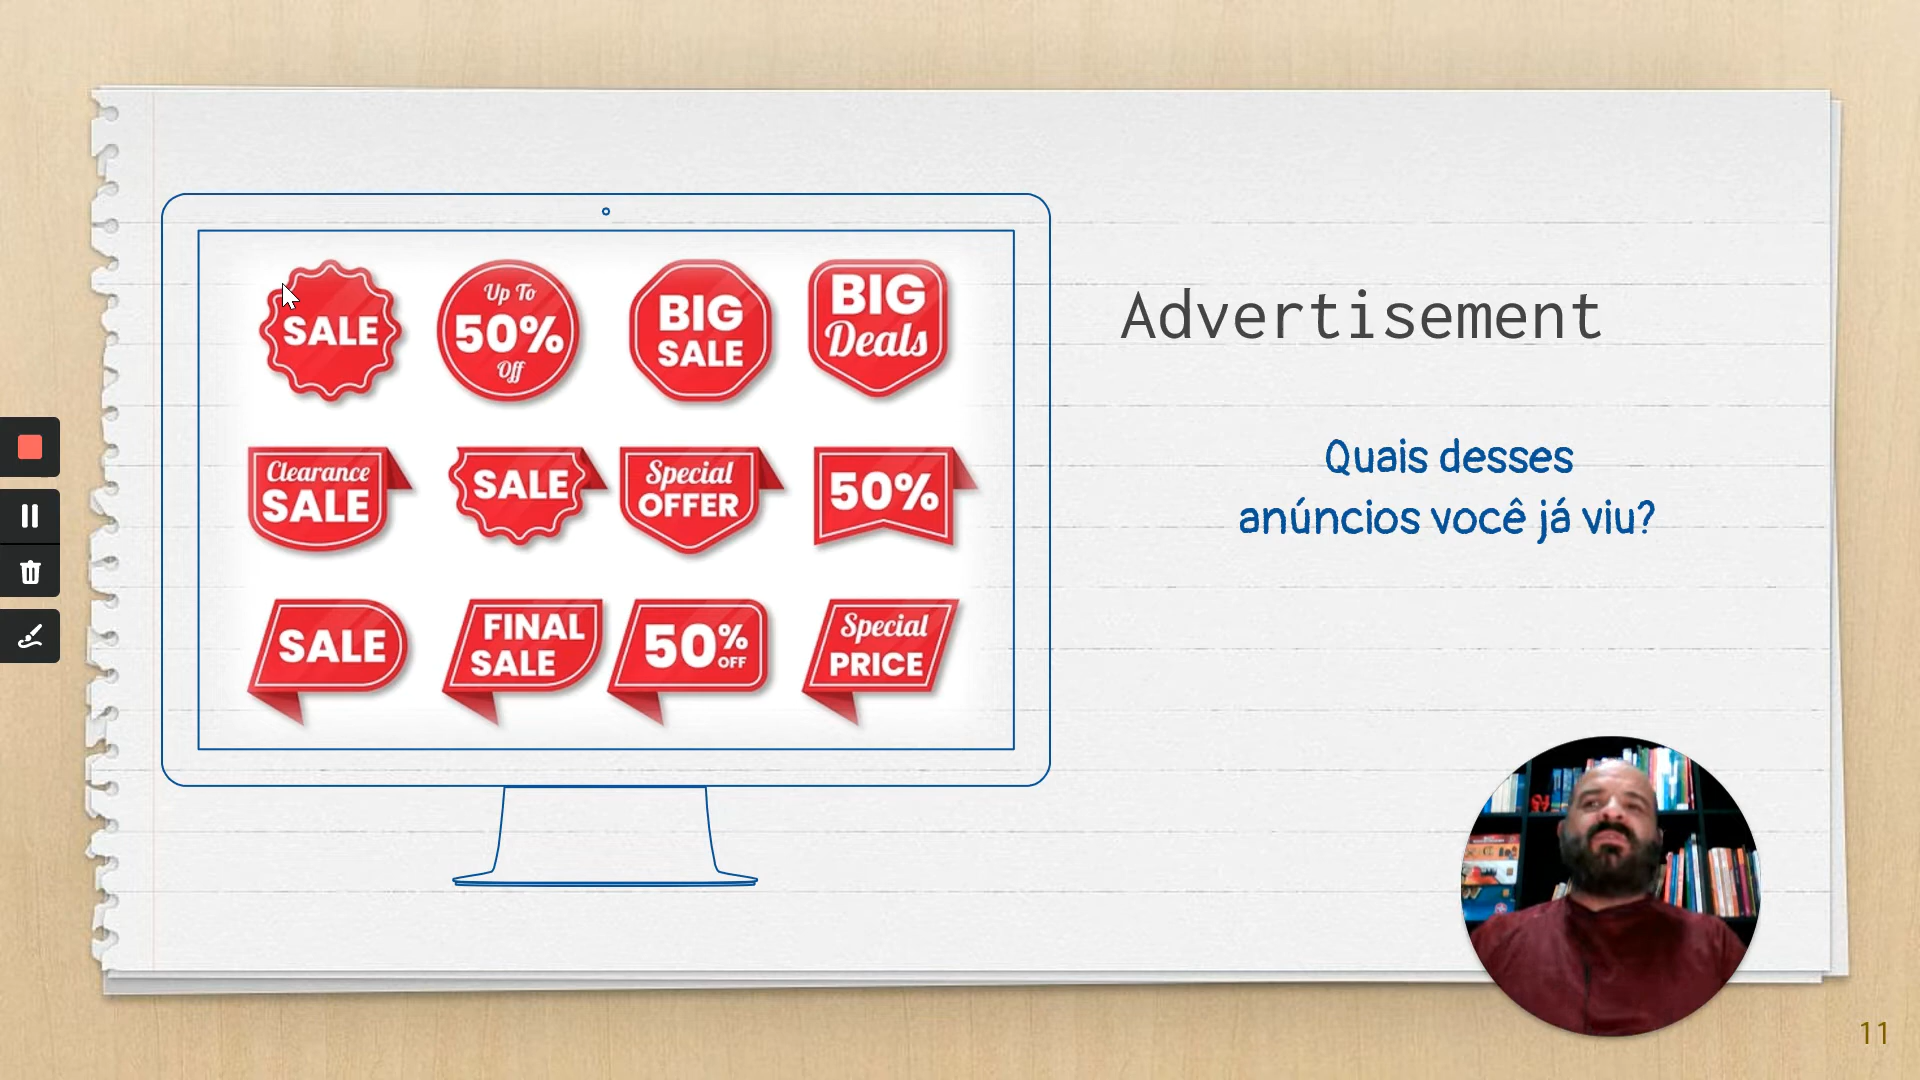 SALE
Up To
50%
Off
BIG
SALE
BIG
Deals
Clearance
SALE
SALE
Special
OFFER
50%
SALE
FINAL
SALE
50%
OFF
Special
PRICE
Advertisement
Quais desses
anúncios você já viu?
11